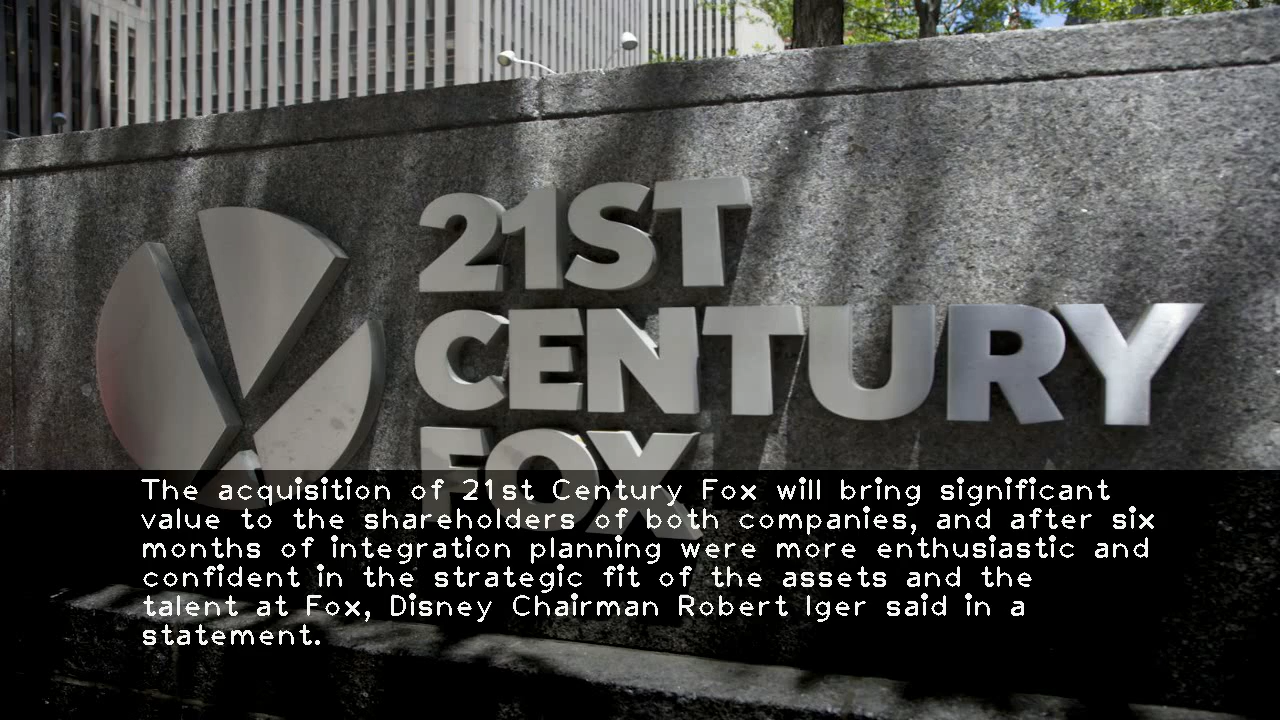 21ST
CENTURY
FOX
The acquisition of 21st Century Fox will bring significant
value to the shareholders of both companies, and after six
months of integration planning were more enthusiastic and
confident in the strategic fit of the assets and the
talent at Fox, Disney Chairman Robert Iger said in a
statement.